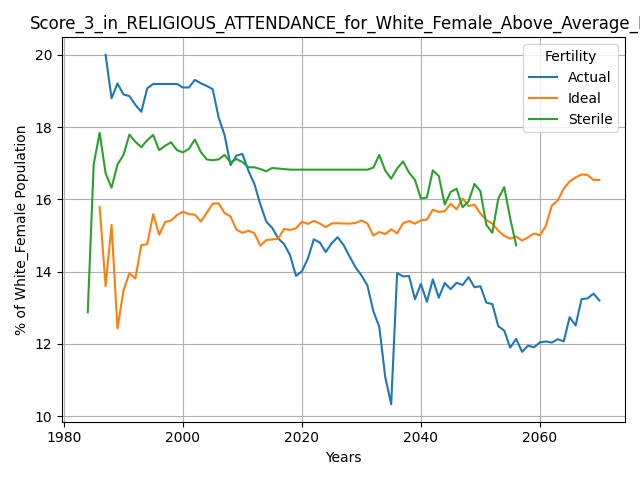 Score_3_in_RELIGIOUS_ATTENDANCE_for_White_Female_Above_Average_
Fertility
Actual
Ideal
Sterile
% of White_Female Population
20
18
16
14
12
10
1980
2000
2020
2040
2060
Years